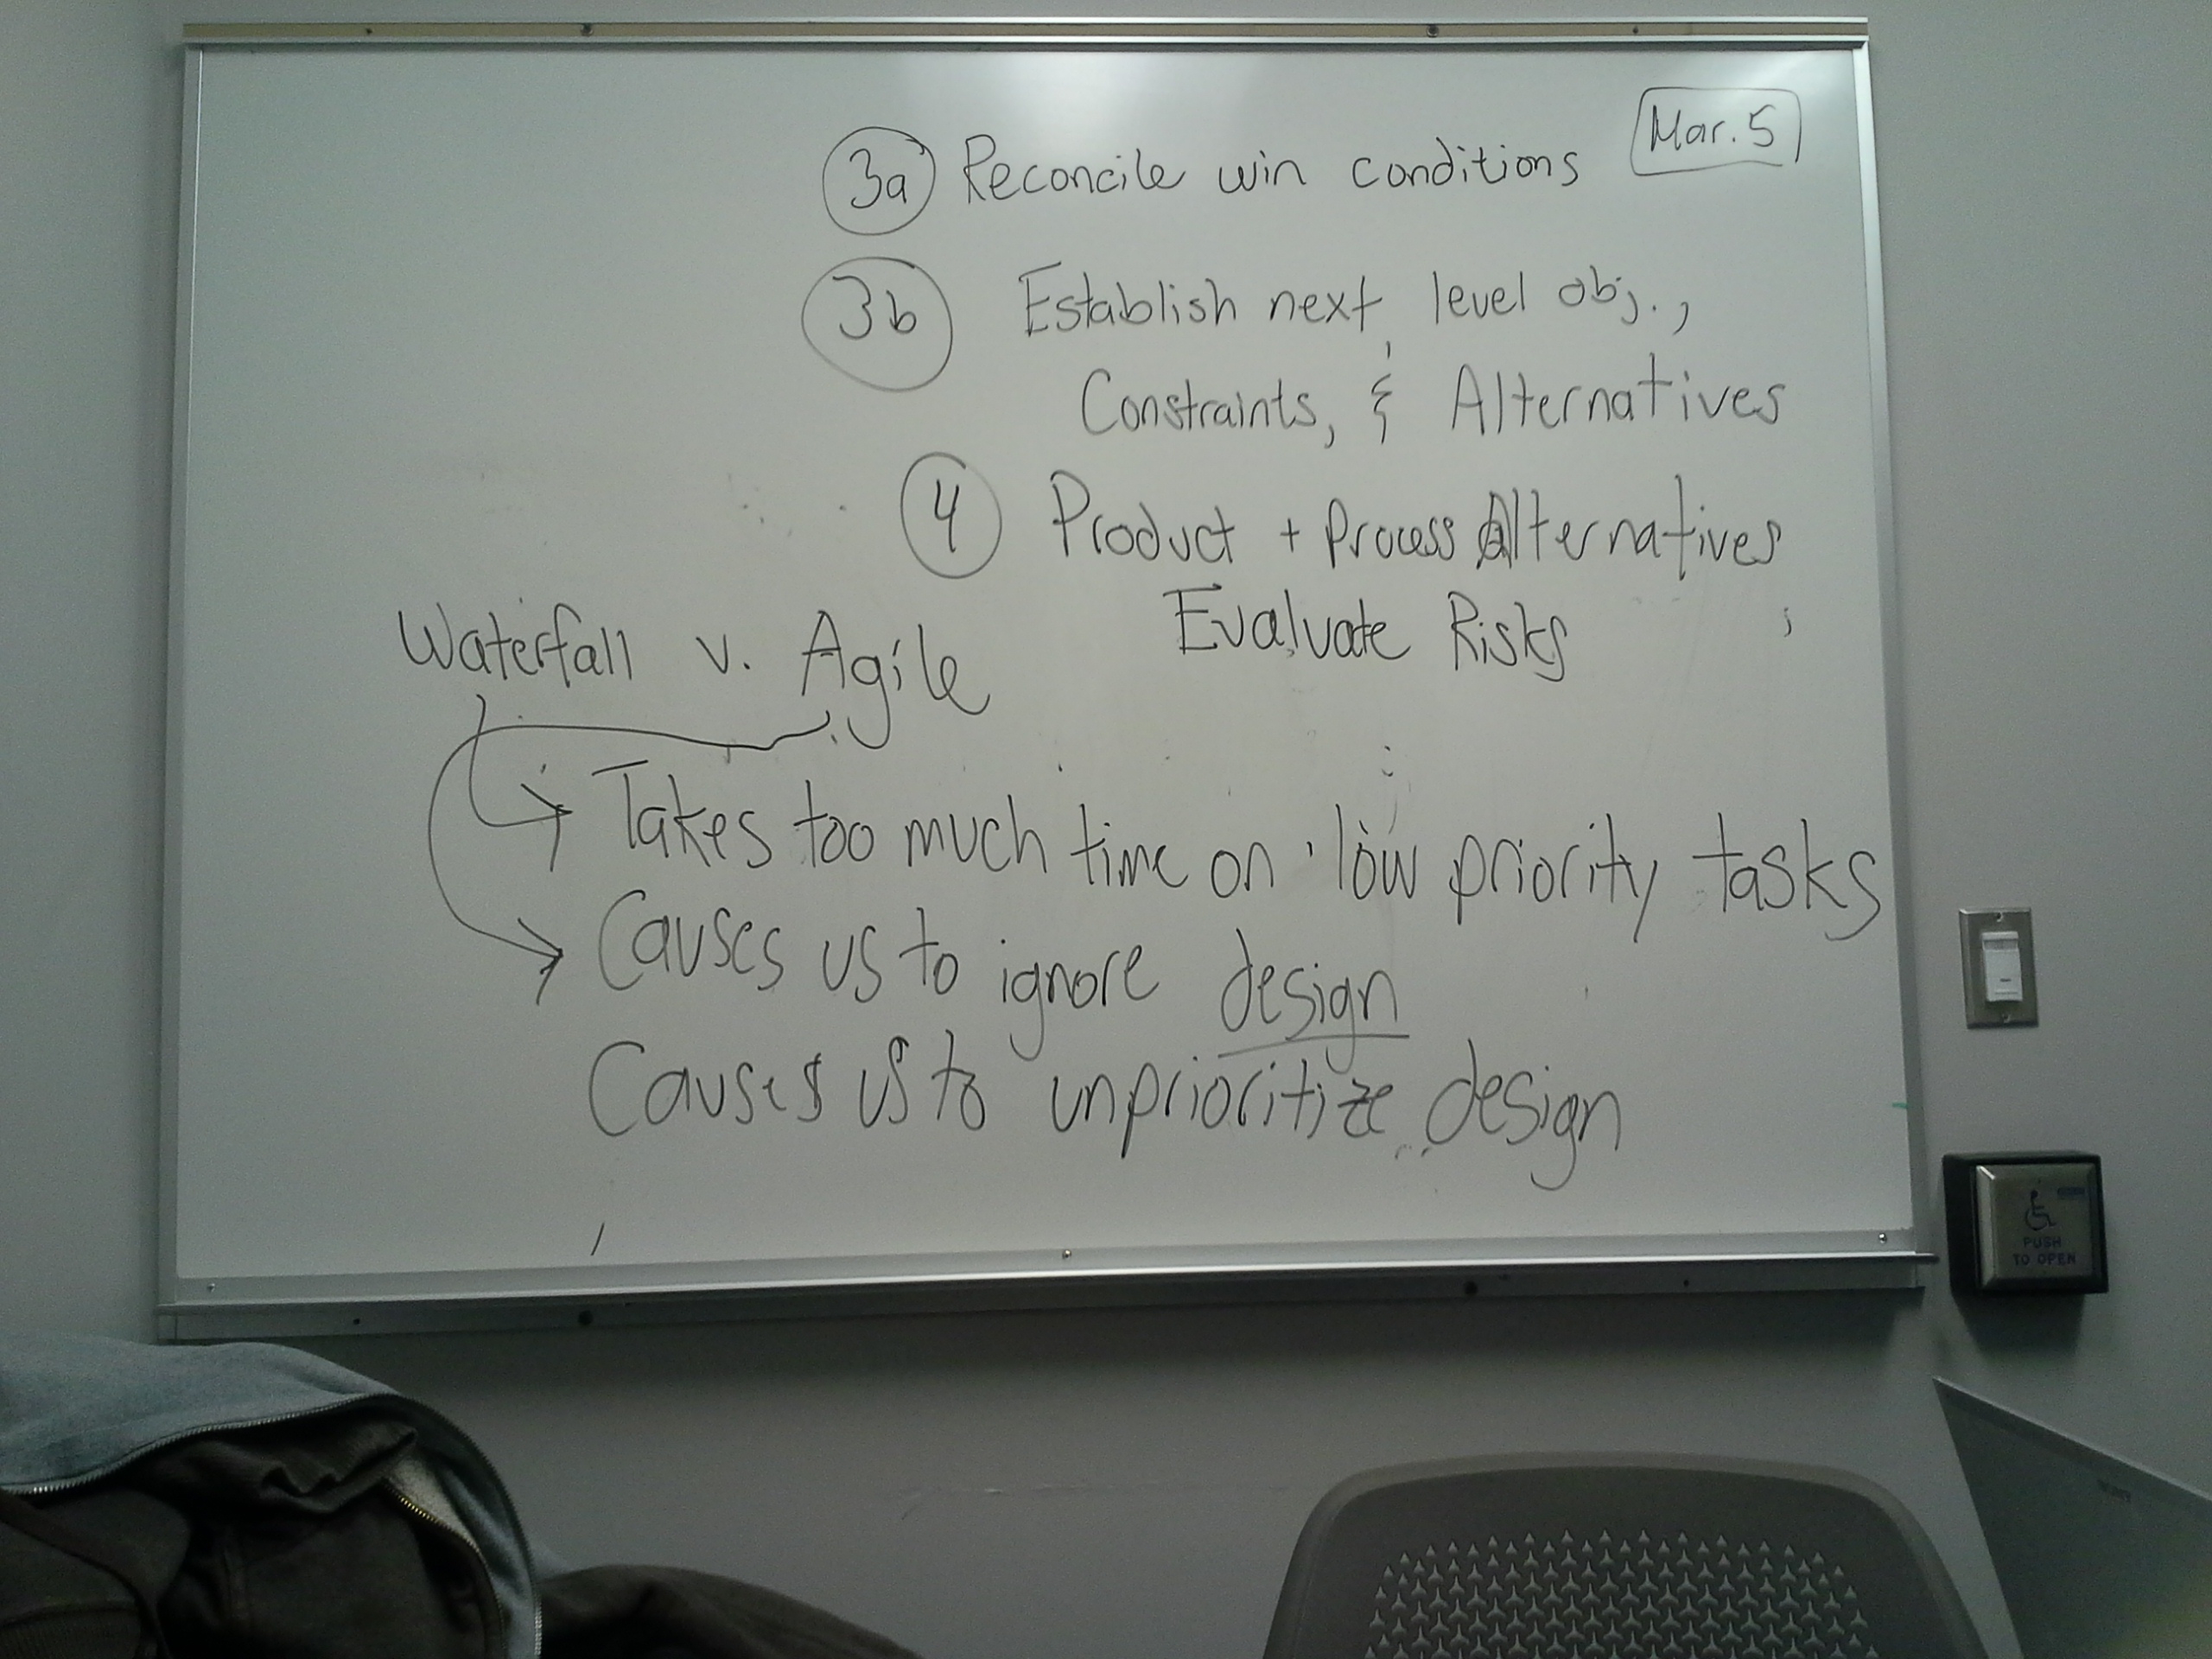 Mar. 5
3a Reconcile win conditions
3b Establish next level obj.,
Constraints, & Alternatives
4 Product + Process Alternatives
Evaluate Risks
Waterfall v. Agile
Takes too much time on low priority tasks
Causes us to ignore design
Causes us to unprioritize design
PUSH
TO OPEN